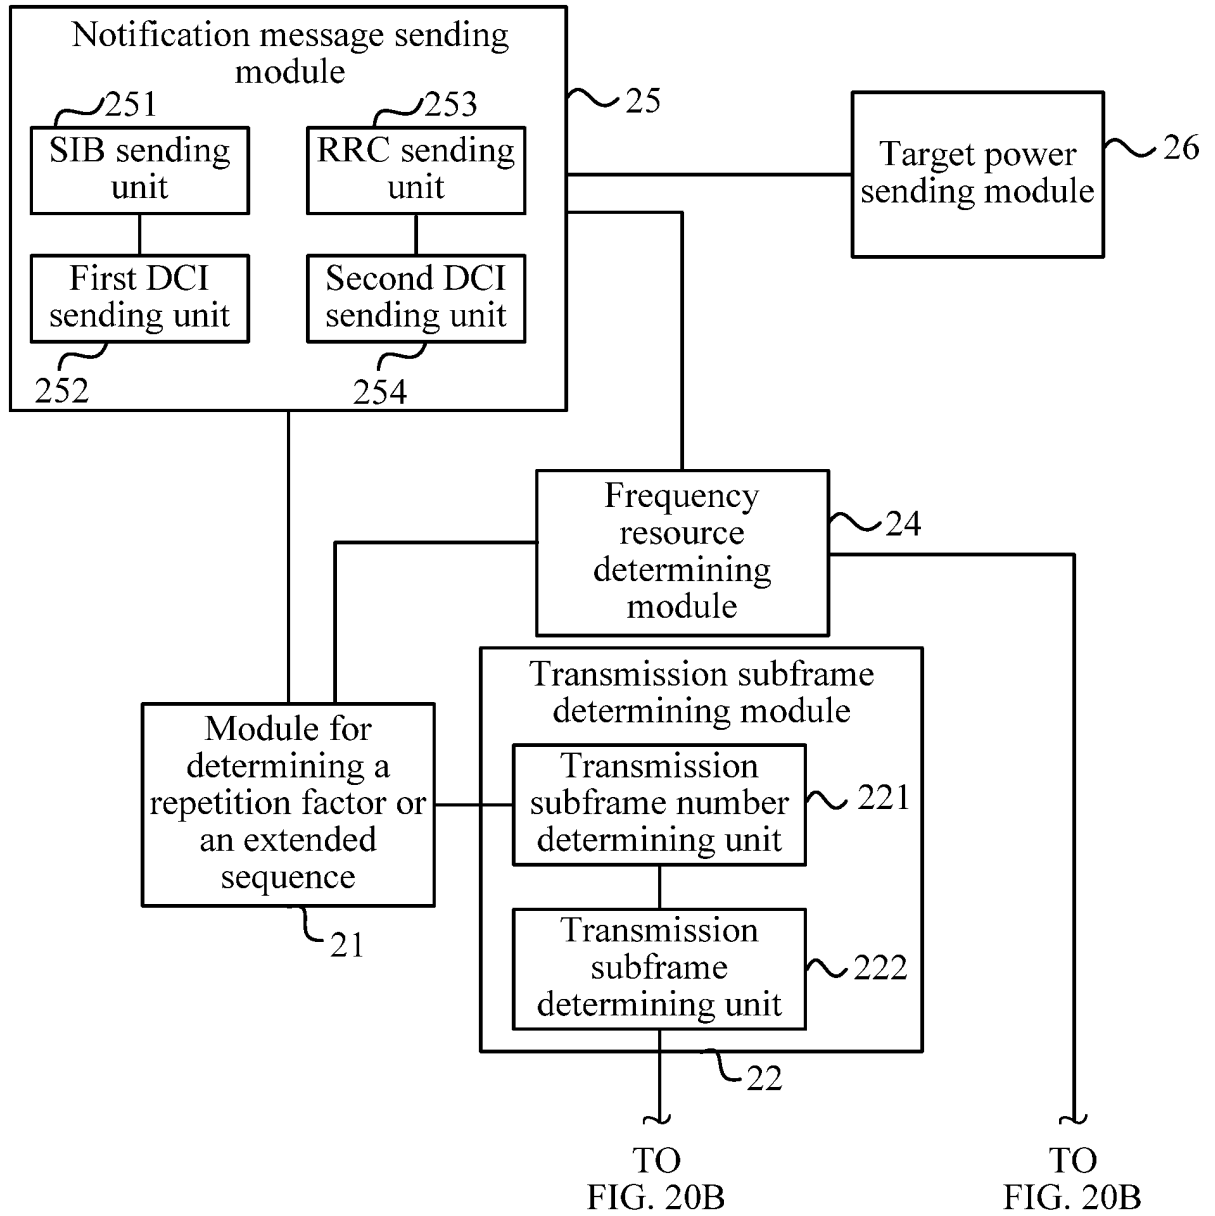 Notification message sending
module
251
253
25
SIB sending
unit
RRC sending
unit
Target power
sending module
26
First DCI
sending unit
Second DCI
sending unit
252
254
Frequency
resource
determining
module
24
Transmission subframe
determining module
Module for
determining a
repetition factor or
an extended
sequence
Transmission
subframe number
determining unit
221
21
Transmission
subframe
determining unit
222
22
TO
FIG. 20B
TO
FIG. 20B